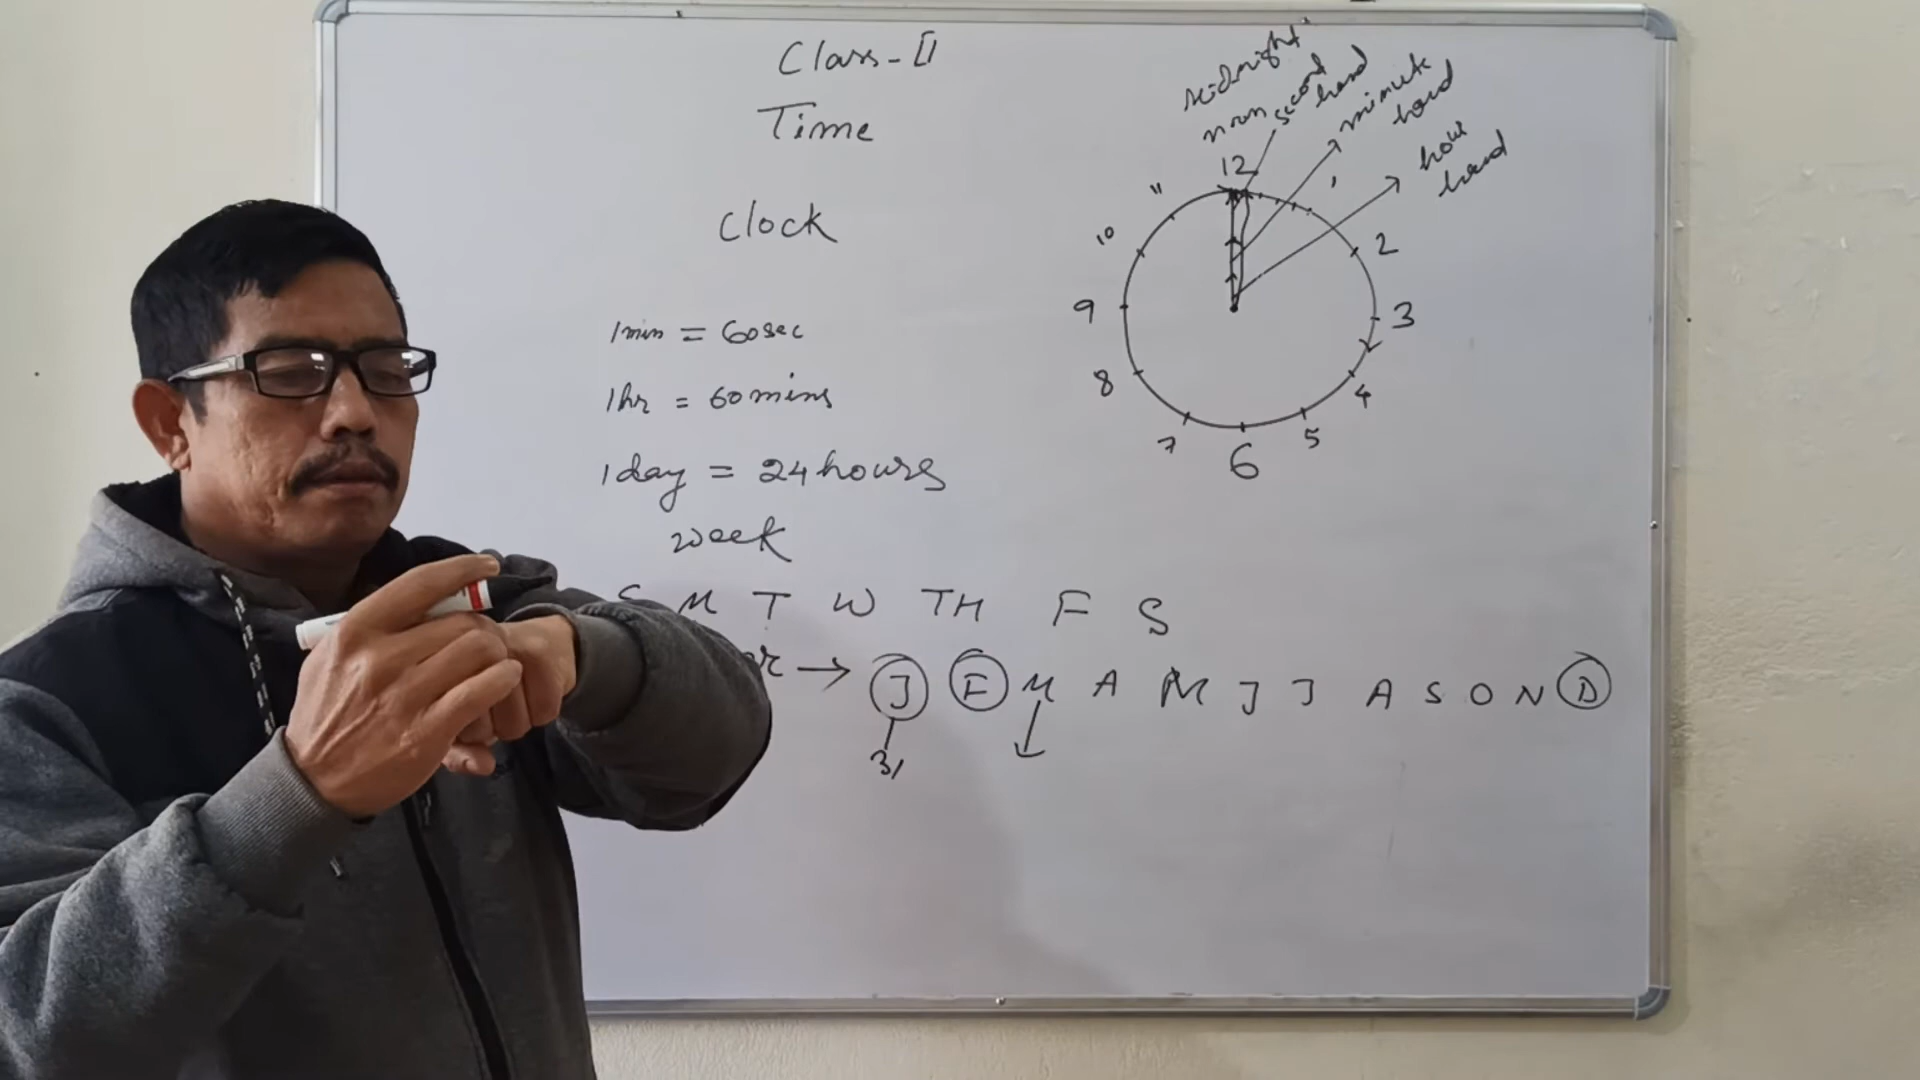 Class-II
Time
Clock
1min = 60sec
1hr = 60mins
1day = 24hours
week
S M T W TH F S
→ J F M A M J J A S O N D
31
midnight
noon
second hand
minute hand
hour hand
12
1
2
3
4
5
6
7
8
9
10
11